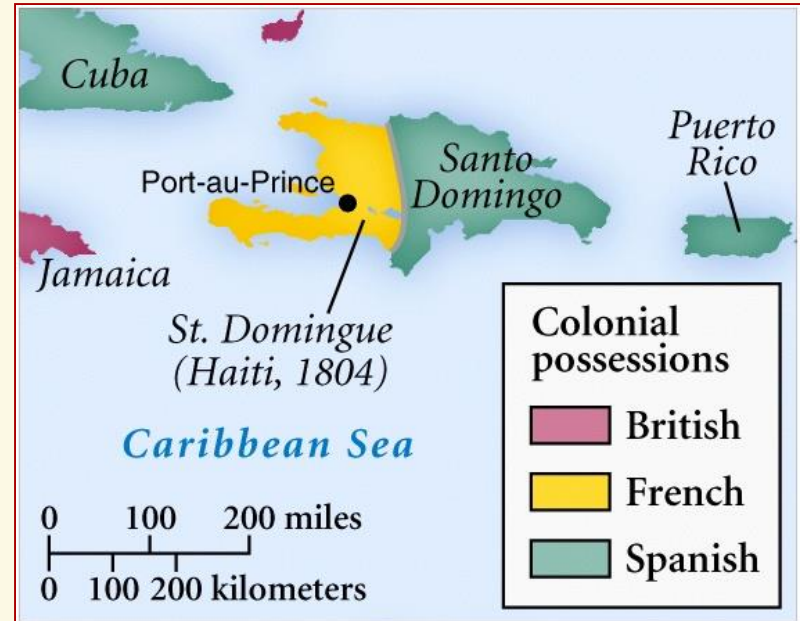 Cuba
Port-au-Prince
Santo
Domingo
Puerto
Rico
Jamaica
St. Domingue
(Haiti, 1804)
Caribbean Sea
0 100 200 miles
0 100 200 kilometers
Colonial
possessions
British
French
Spanish